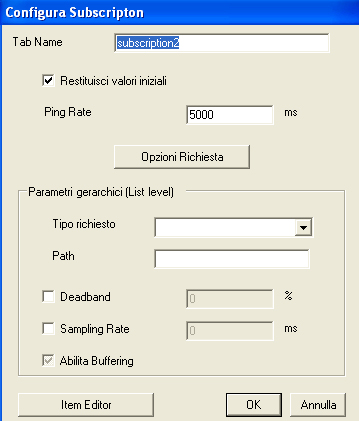 Configura Subscripton
Tab Name subscription2
Restituisci valori iniziali
Ping Rate 5000 ms
Opzioni Richiesta
Parametri gerarchici (List level)
Tipo richiesto
Path
Deadband 0 %
Sampling Rate 0 ms
Abilita Buffering
Item Editor OK Annulla